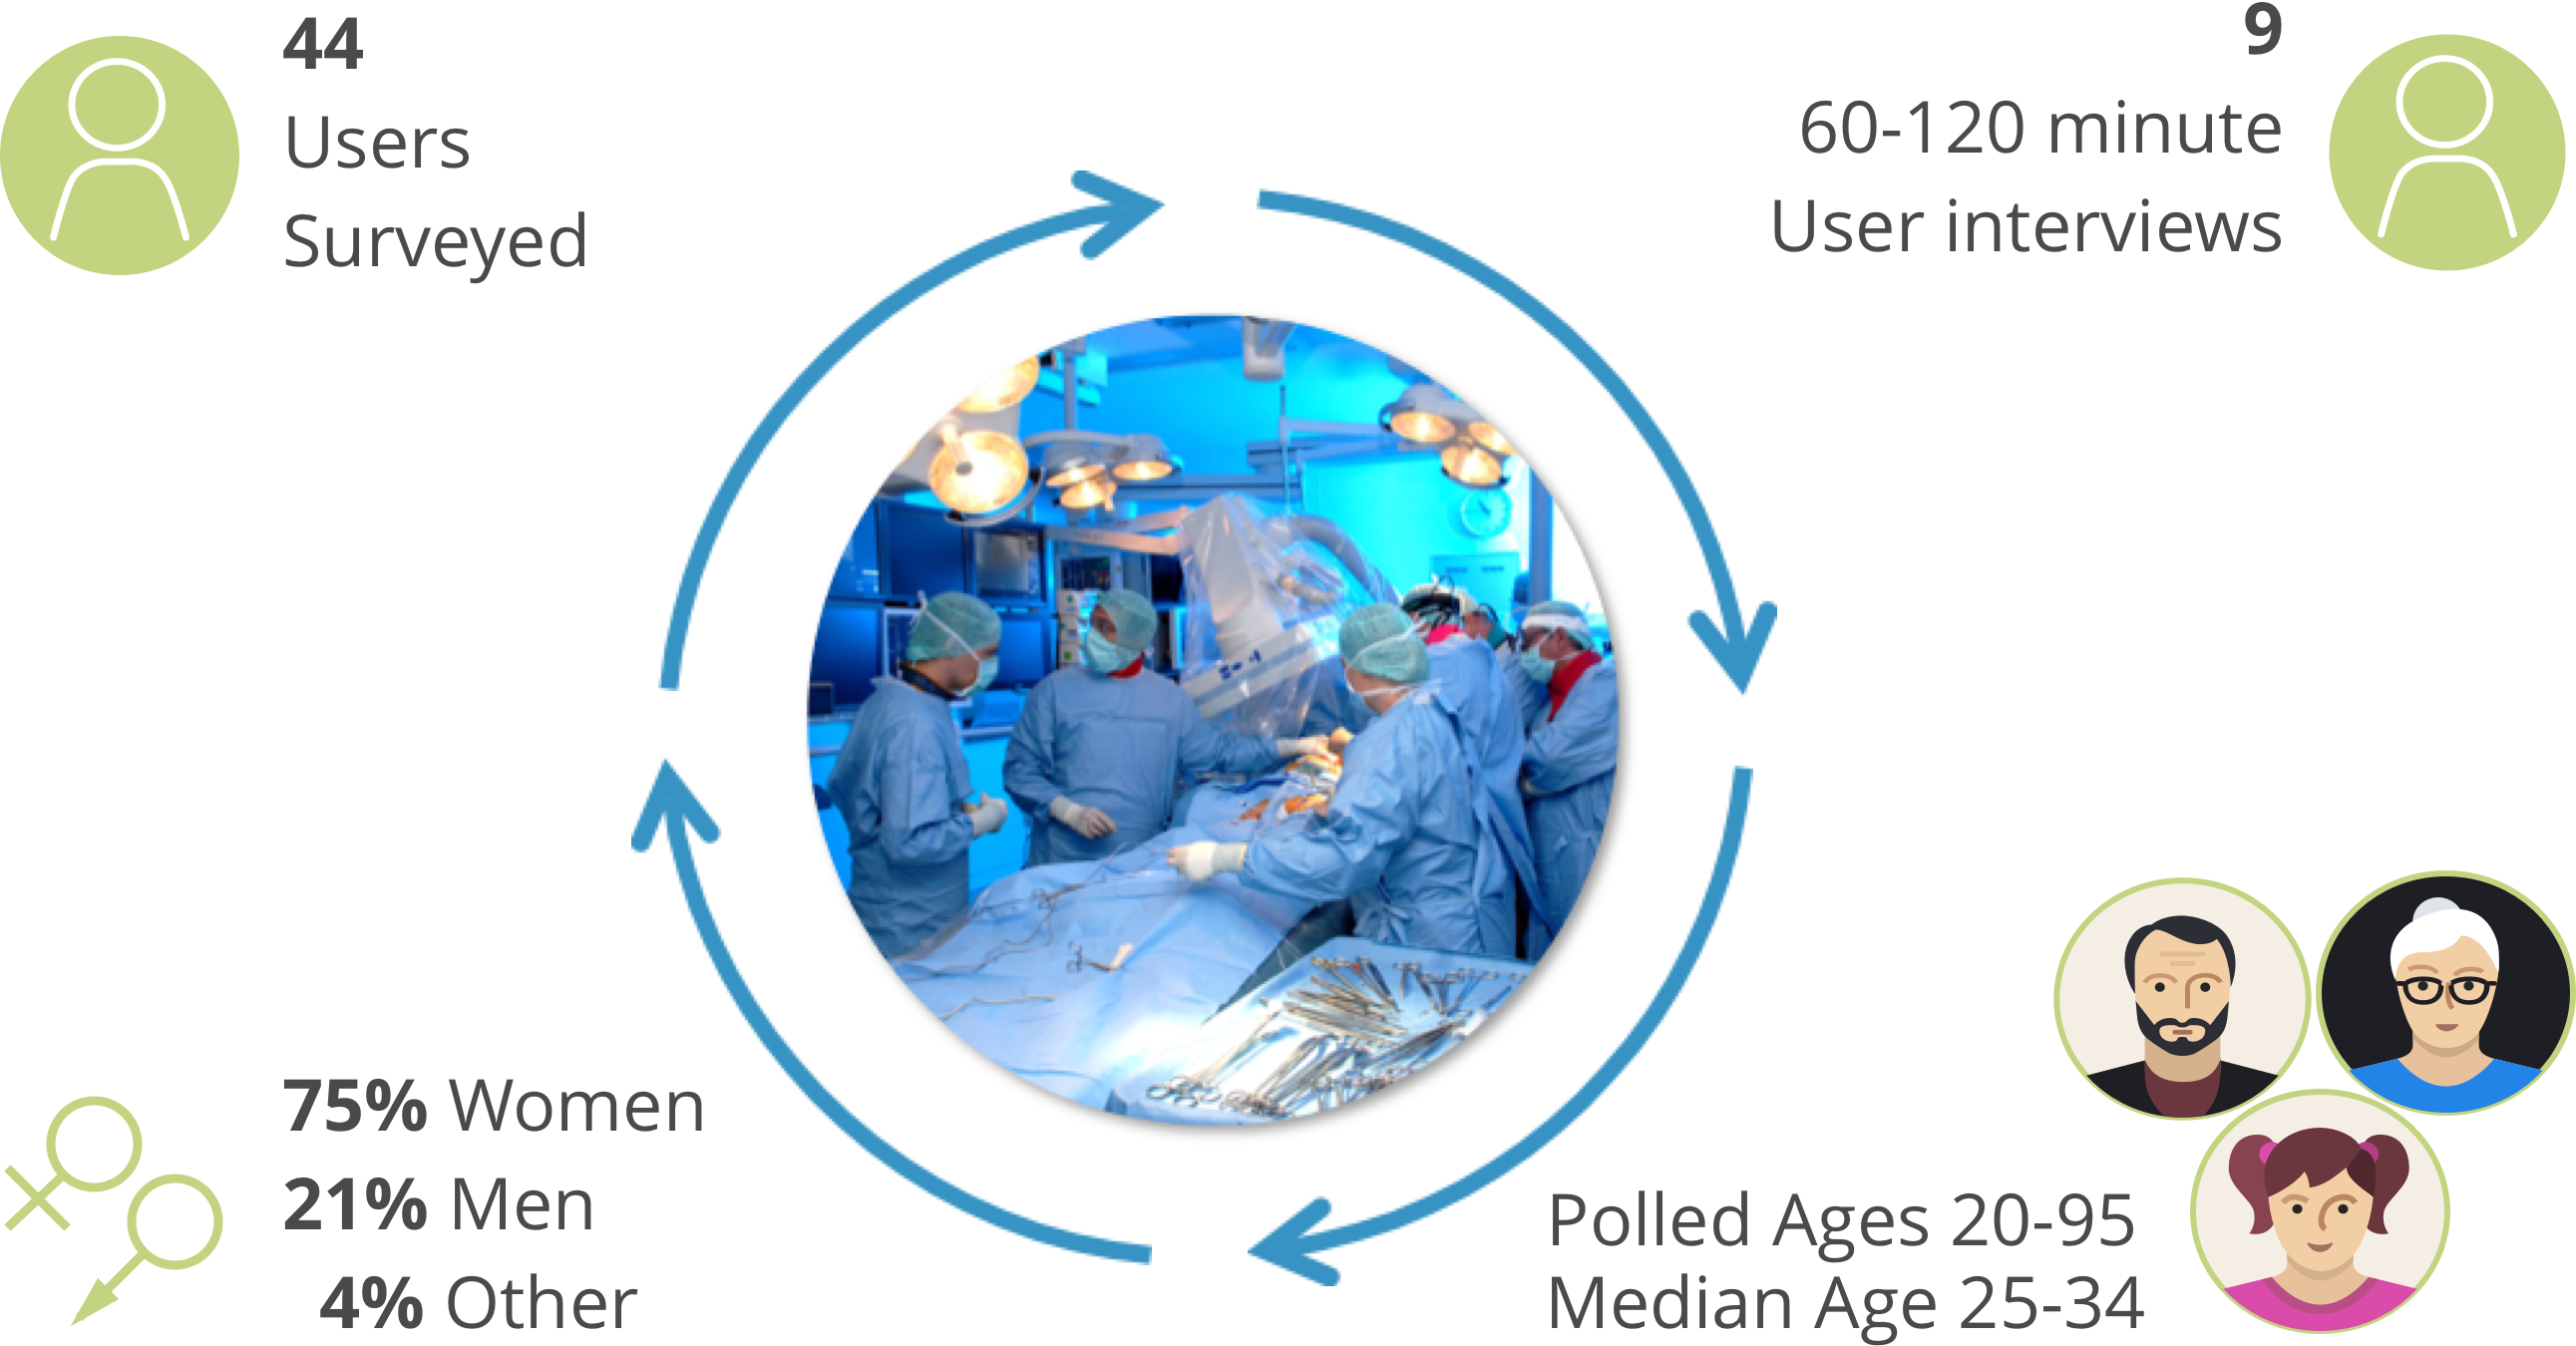 44
Users
Surveyed
9
60-120 minute
User interviews
75% Women
21% Men
4% Other
Polled Ages 20-95
Median Age 25-34